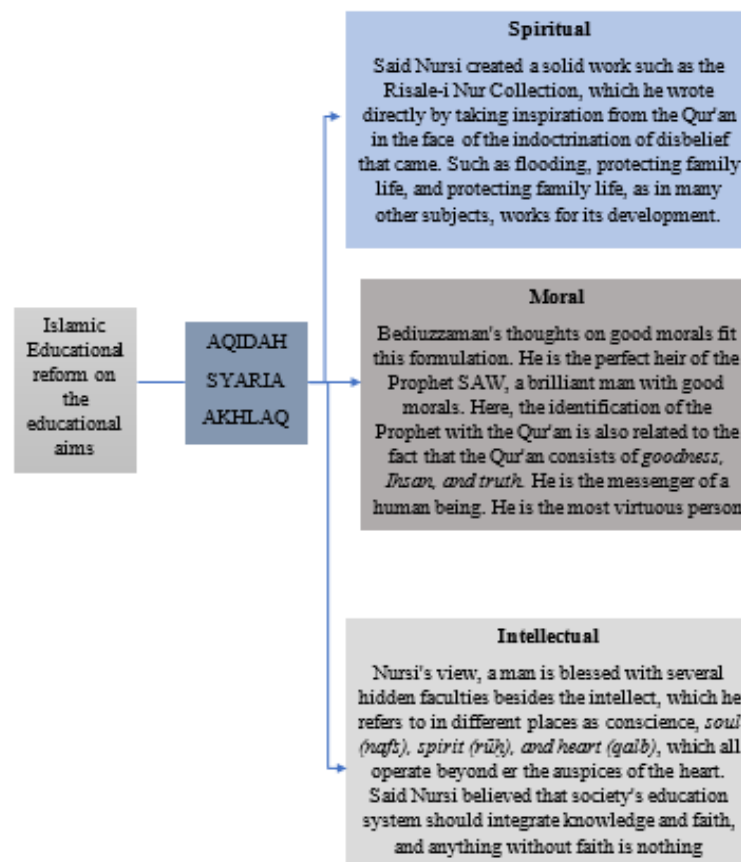 Islamic
Educational
reform on
the
educational
aims
AQIDAH
SYARIA
AKHLAQ
Spiritual
Said Nursi created a solid work such as the
Risale-i Nur Collection, which he wrote
directly by taking inspiration from the Qur'an
in the face of the indoctrination of disbelief
that came. Such as flooding, protecting family
life, and protecting family life, as in many
other subjects, works for its development.
Moral
Bediuzzaman's thoughts on good morals fit
this formulation. He is the perfect heir of the
Prophet SAW, a brilliant man with good
morals. Here, the identification of the
Prophet with the Qur'an is also related to the
fact that the Qur'an consists of goodness,
Ihsan, and truth. He is the messenger of a
human being. He is the most virtuous person
Intellectual
Nursi's view, a man is blessed with several
hidden faculties besides the intellect, which he
refers to in different places as conscience, soul
(nafs), spirit (rūḥ), and heart (qalb), which all
operate beyond er the auspices of the heart.
Said Nursi believed that society's education
system should integrate knowledge and faith,
and anything without faith is nothing